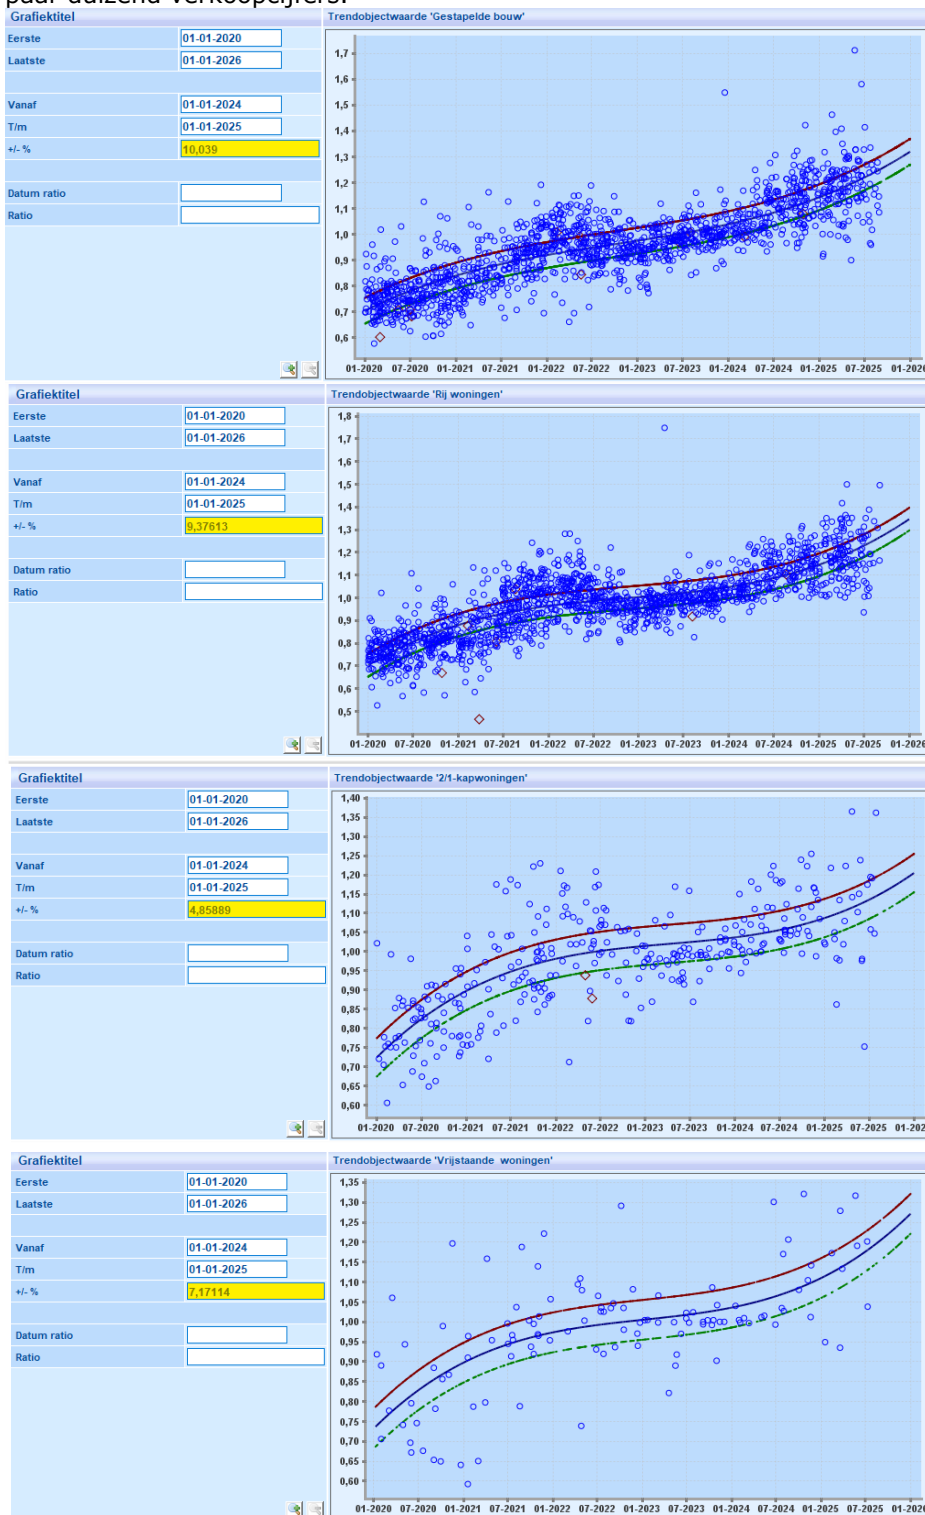 paar duizend verkoopcijfers.
Grafiektitel
Trendobjectwaarde 'Gestapelde bouw'
Eerste 01-01-2020
Laatste 01-01-2026
Vanaf 01-01-2024
T/m 01-01-2025
+/- % 10,039
Datum ratio
Ratio
1,7
1,6
1,5
1,4
1,3
1,2
1,1
1,0
0,9
0,8
0,7
0,6
01-2020 07-2020 01-2021 07-2021 01-2022 07-2022 01-2023 07-2023 01-2024 07-2024 01-2025 07-2025 01-2026
Grafiektitel
Trendobjectwaarde 'Rij woningen'
Eerste 01-01-2020
Laatste 01-01-2026
Vanaf 01-01-2024
T/m 01-01-2025
+/- % 9,37613
Datum ratio
Ratio
1,8
1,7
1,6
1,5
1,4
1,3
1,2
1,1
1,0
0,9
0,8
0,7
0,6
0,5
01-2020 07-2020 01-2021 07-2021 01-2022 07-2022 01-2023 07-2023 01-2024 07-2024 01-2025 07-2025 01-2026
Grafiektitel
Trendobjectwaarde '2/1-kapwoningen'
Eerste 01-01-2020
Laatste 01-01-2026
Vanaf 01-01-2024
T/m 01-01-2025
+/- % 4,85889
Datum ratio
Ratio
1,40
1,35
1,30
1,25
1,20
1,15
1,10
1,05
1,00
0,95
0,90
0,85
0,80
0,75
0,70
0,65
0,60
01-2020 07-2020 01-2021 07-2021 01-2022 07-2022 01-2023 07-2023 01-2024 07-2024 01-2025 07-2025 01-202
Grafiektitel
Trendobjectwaarde 'Vrijstaande woningen'
Eerste 01-01-2020
Laatste 01-01-2026
Vanaf 01-01-2024
T/m 01-01-2025
+/- % 7,17114
Datum ratio
Ratio
1,35
1,30
1,25
1,20
1,15
1,10
1,05
1,00
0,95
0,90
0,85
0,80
0,75
0,70
0,65
0,60
01-2020 07-2020 01-2021 07-2021 01-2022 07-2022 01-2023 07-2023 01-2024 07-2024 01-2025 07-2025 01-2026